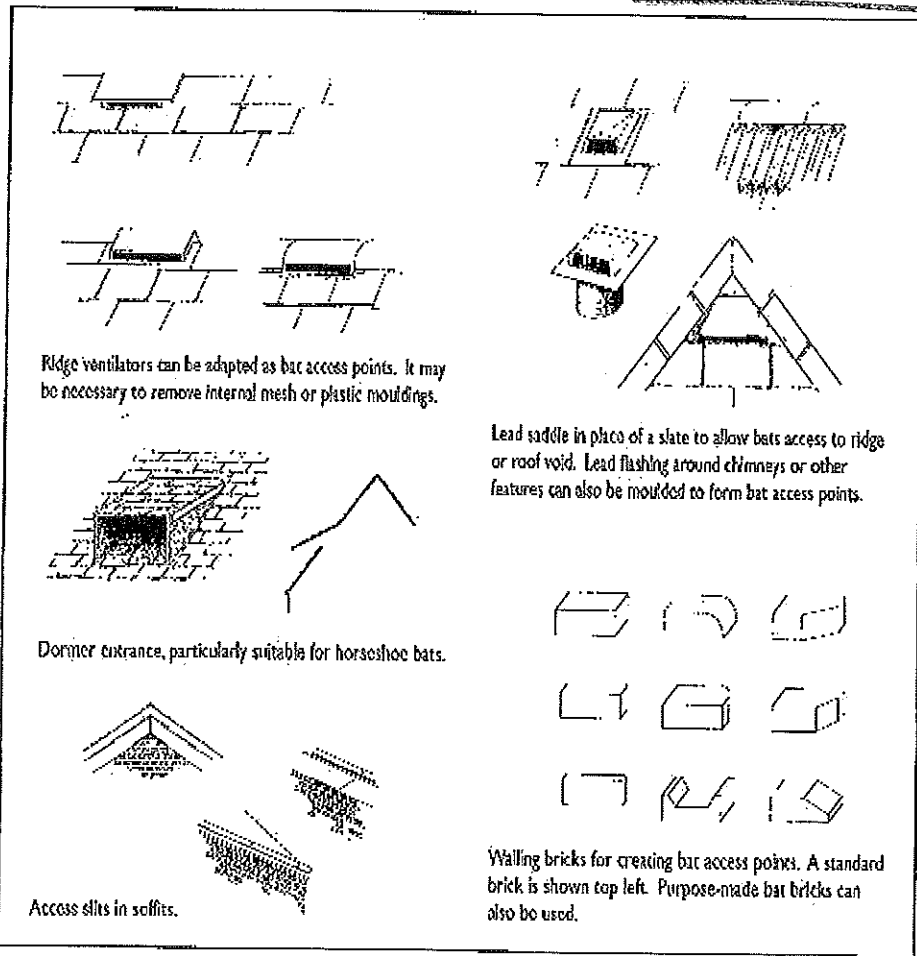 Ridge ventilators can be adapted as bat access points. It may
be necessary to remove internal mesh or plastic mouldings.
Lead saddle in place of a slate to allow bats access to ridge
or roof void. Lead flashing around chimneys or other
features can also be moulded to form bat access points.
Dormer entrance, particularly suitable for horseshoe bats.
Access slits in soffits.
Walling bricks for creating bat access points. A standard
brick is shown top left. Purpose-made bat bricks can
also be used.